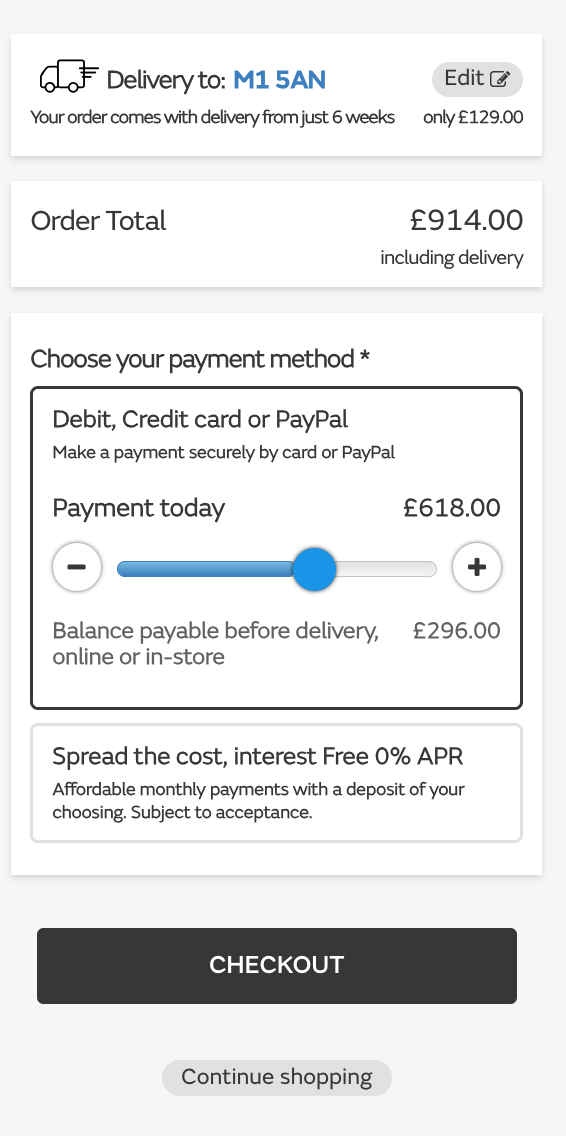 Delivery to: M1 5AN Edit
Your order comes with delivery from just 6 weeks only £129.00
Order Total £914.00
including delivery
Choose your payment method *
Debit, Credit card or PayPal
Make a payment securely by card or PayPal
Payment today £618.00
Balance payable before delivery, £296.00
online or in-store
Spread the cost, interest Free 0% APR
Affordable monthly payments with a deposit of your
choosing. Subject to acceptance.
CHECKOUT
Continue shopping